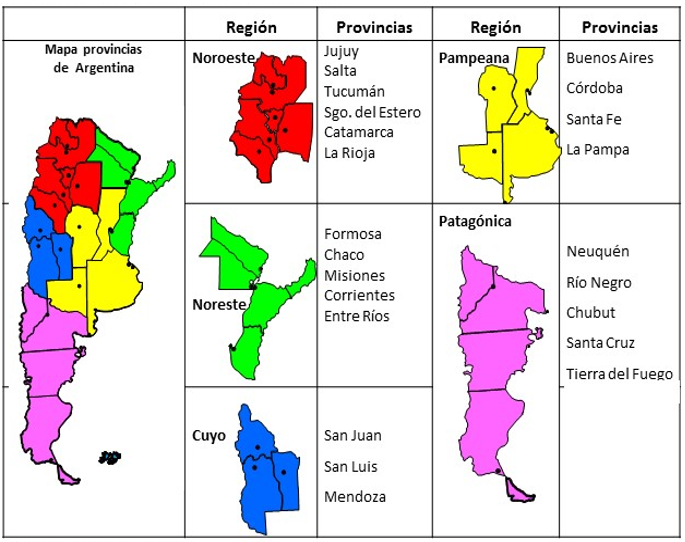 Región
Provincias
Región
Provincias
Mapa provincias
de Argentina
Noroeste
Jujuy
Salta
Tucumán
Sgo. del Estero
Catamarca
La Rioja
Pampeana
Buenos Aires
Córdoba
Santa Fe
La Pampa
Noreste
Formosa
Chaco
Misiones
Corrientes
Entre Ríos
Patagónica
Neuquén
Río Negro
Chubut
Santa Cruz
Tierra del Fuego
Cuyo
San Juan
San Luis
Mendoza